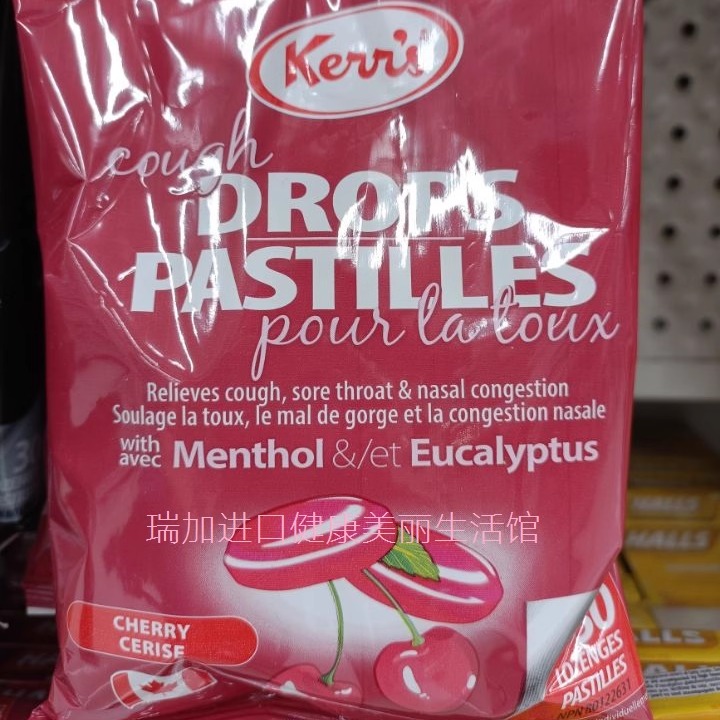 Kerr's
cough
DROPS
PASTILLES
pour la toux
Relieves cough, sore throat & nasal congestion
Soulage la toux, le mal de gorge et la congestion nasale
with
avec Menthol &/et Eucalyptus
瑞加进口健康美丽生活馆
CHERRY
CERISE
LOZENGES
PASTILLES
HALLS
HALLS
HALLS